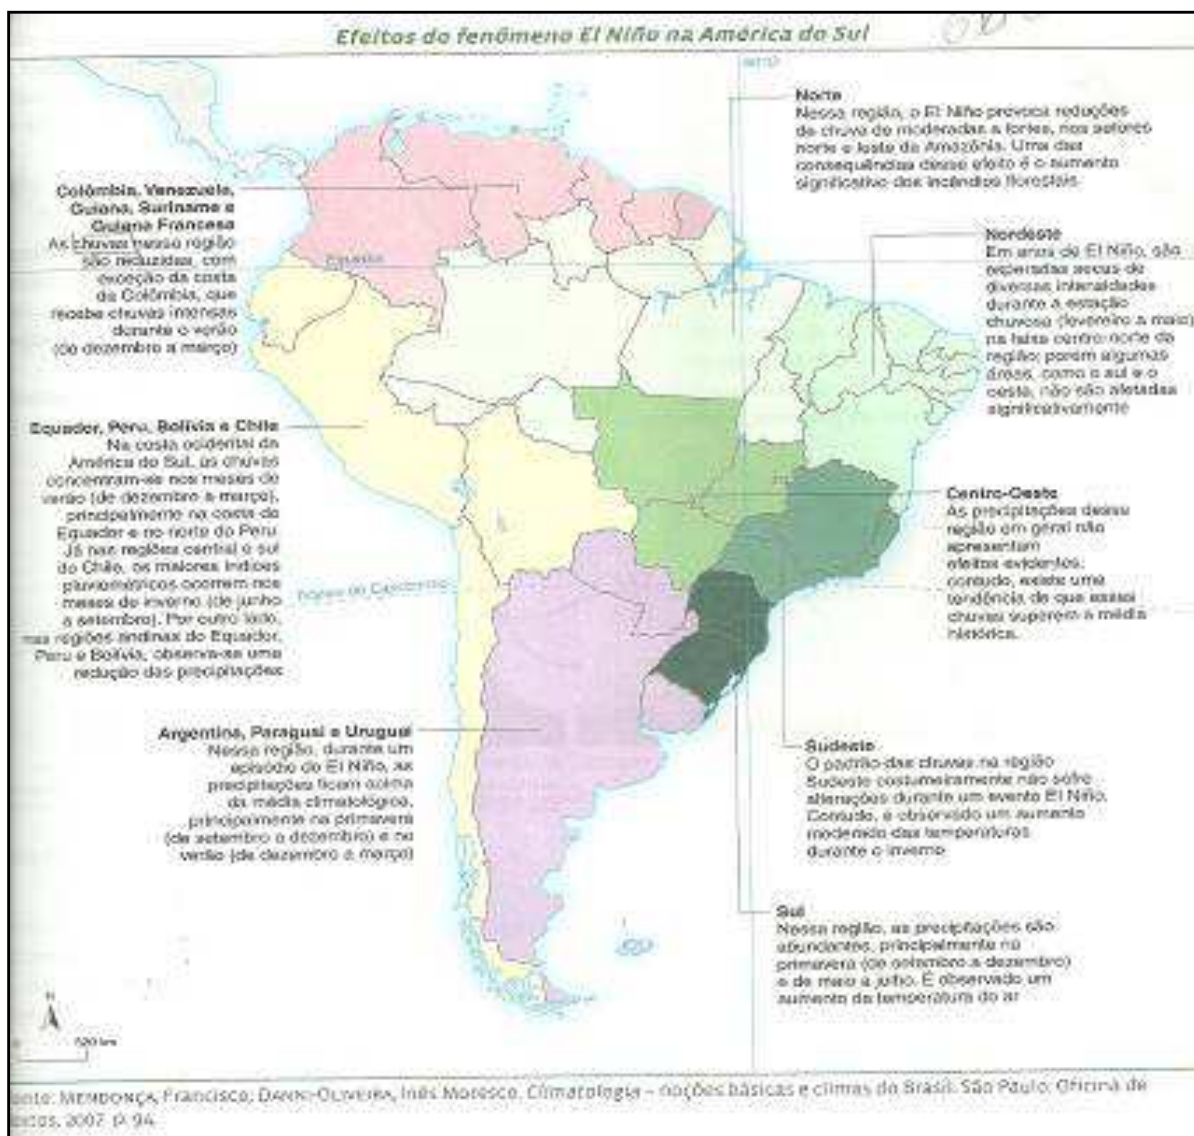 Efeitos do fenômeno El Niño na América do Sul
Norte
Nessa região, o El Niño provoca reduções
de chuva de moderadas a fortes, nos setores
norte e leste da Amazônia. Uma das
consequências desse efeito é o aumento
significativo dos incêndios florestais.
Colômbia, Venezuela,
Guiana, Suriname e
Guiana Francesa
As chuvas nessa região
são reduzidas, com
exceção da costa
da Colômbia, que
recebe chuvas intensas
durante o verão
(de dezembro a março)
Equador
Nordeste
Em anos de El Niño, são
esperadas secas de
diversas intensidades
durante a estação
chuvosa (fevereiro a maio)
na faixa centro-norte da
região; porém algumas
áreas, como o sul e o
oeste, não são afetadas
significativamente
Equador, Peru, Bolívia e Chile
Na costa ocidental da
América do Sul, as chuvas
concentram-se nos meses de
verão (de dezembro a março),
principalmente na costa do
Equador e no norte do Peru.
Já nas regiões central e sul
do Chile, os maiores índices
pluviométricos ocorrem nos
meses de inverno (de junho
a setembro). Por outro lado,
nas regiões andinas do Equador,
Peru e Bolívia, observa-se uma
redução das precipitações
Trópico de Capricórnio
Centro-Oeste
As precipitações dessa
região em geral não
apresentam
efeitos evidentes;
contudo, existe uma
tendência de que essas
chuvas superem a média
histórica.
Argentina, Paraguai e Uruguai
Nessa região, durante um
episódio do El Niño, as
precipitações ficam acima
da média climatológica,
principalmente na primavera
(de setembro a dezembro) e no
verão (de dezembro a março)
Sudeste
O padrão das chuvas na região
Sudeste costumeiramente não sofre
alterações durante um evento El Niño.
Contudo, é observado um aumento
moderado das temperaturas
durante o inverno
Sul
Nessa região, as precipitações são
abundantes, principalmente na
primavera (de setembro a dezembro)
e de maio a julho. É observado um
aumento da temperatura do ar
N
520 km
onte: MENDONÇA, Francisco; DANNI-OLIVEIRA, Inês Moresco. Climatologia – noções básicas e climas do Brasil. São Paulo: Oficina de
extos, 2007. p. 94.